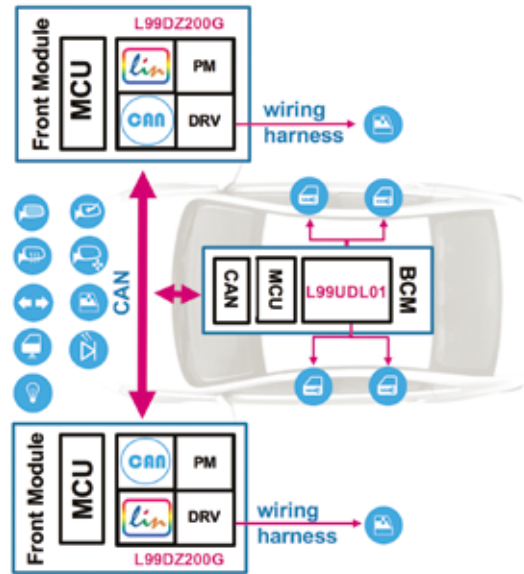 L99DZ200G
Front Module
MCU
Lin
PM
CAN
DRV
wiring
harness
CAN
CAN
MCU
L99UDL01
BCM
Front Module
MCU
CAN
PM
Lin
DRV
wiring
harness
L99DZ200G